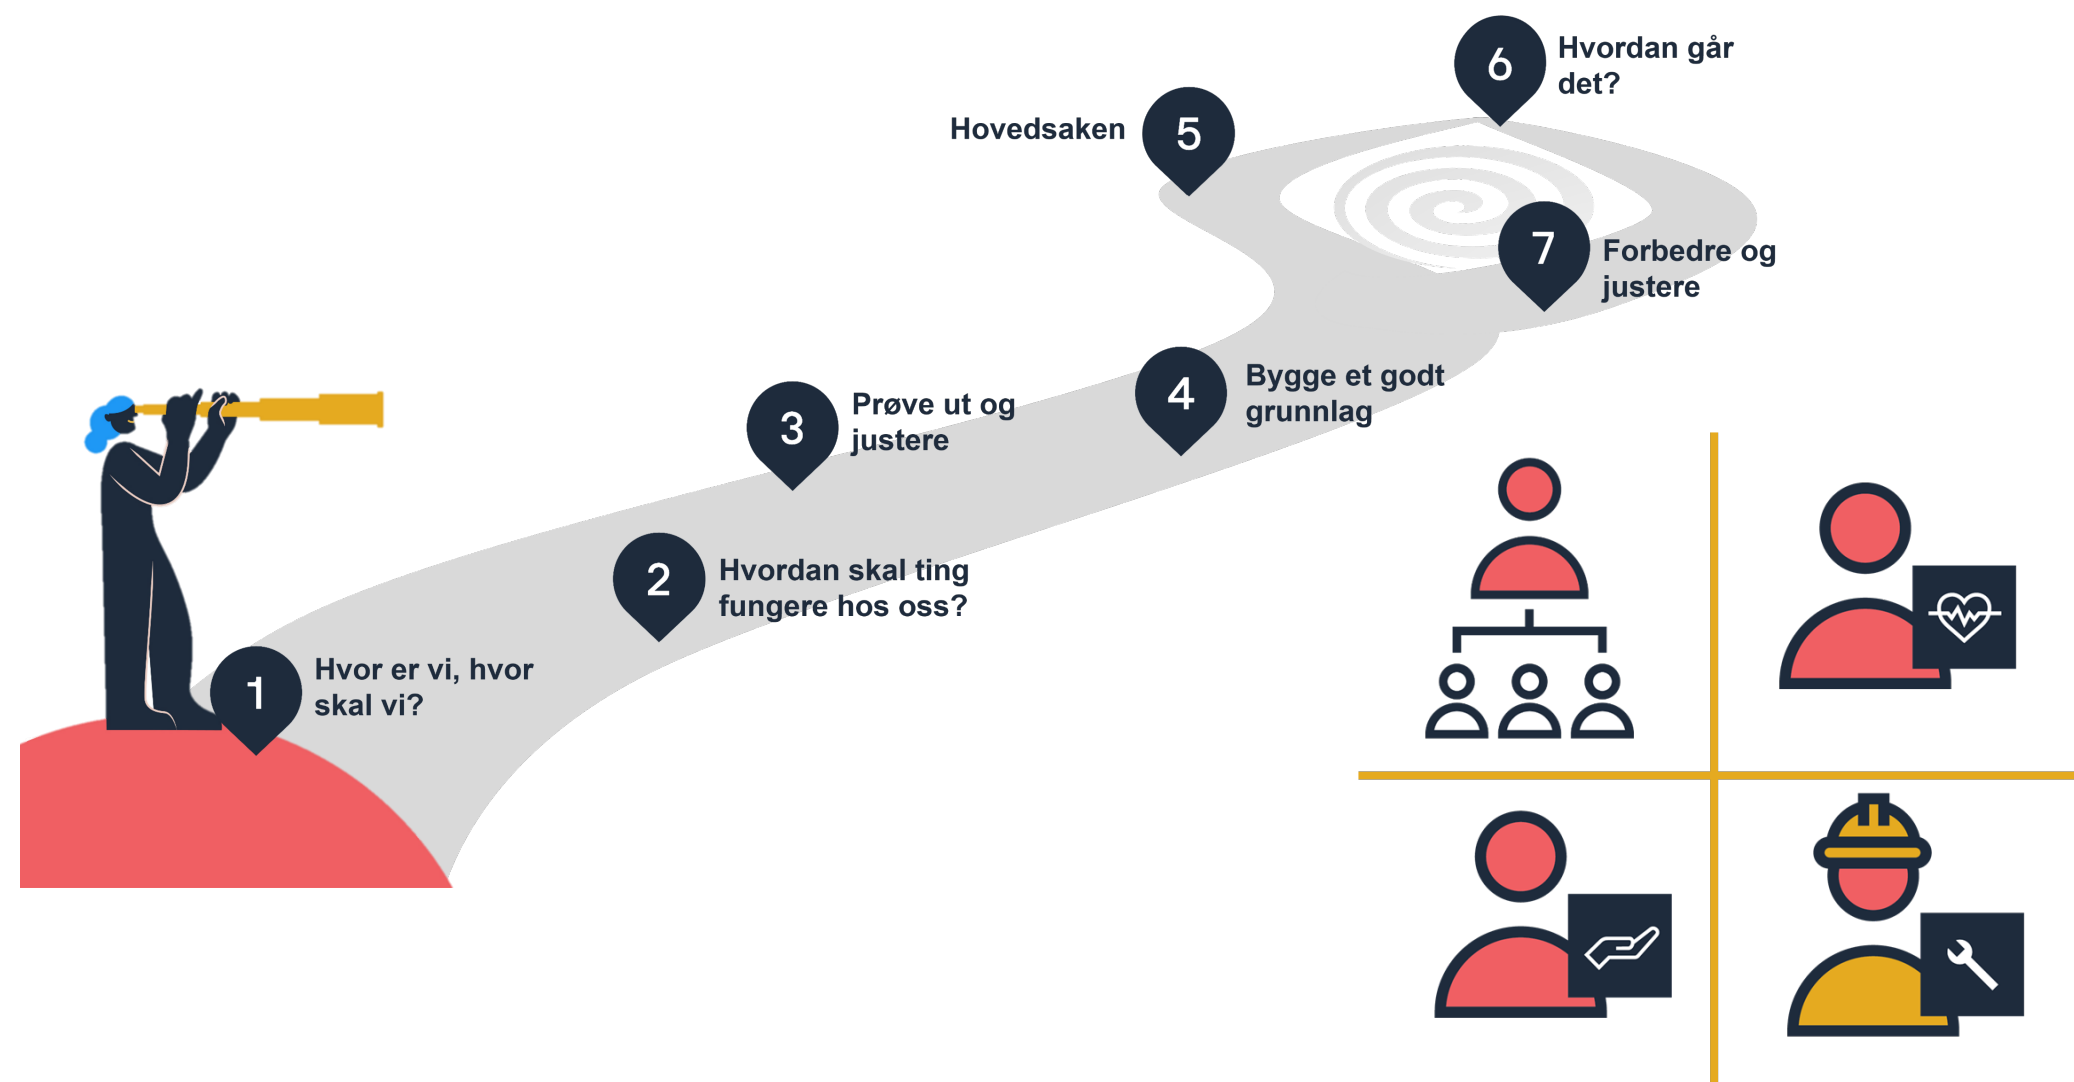 1
Hvor er vi, hvor
skal vi?
2
Hvordan skal ting
fungere hos oss?
3
Prøve ut og
justere
4
Bygge et godt
grunnlag
5
Hovedsaken
6
Hvordan går
det?
7
Forbedre og
justere